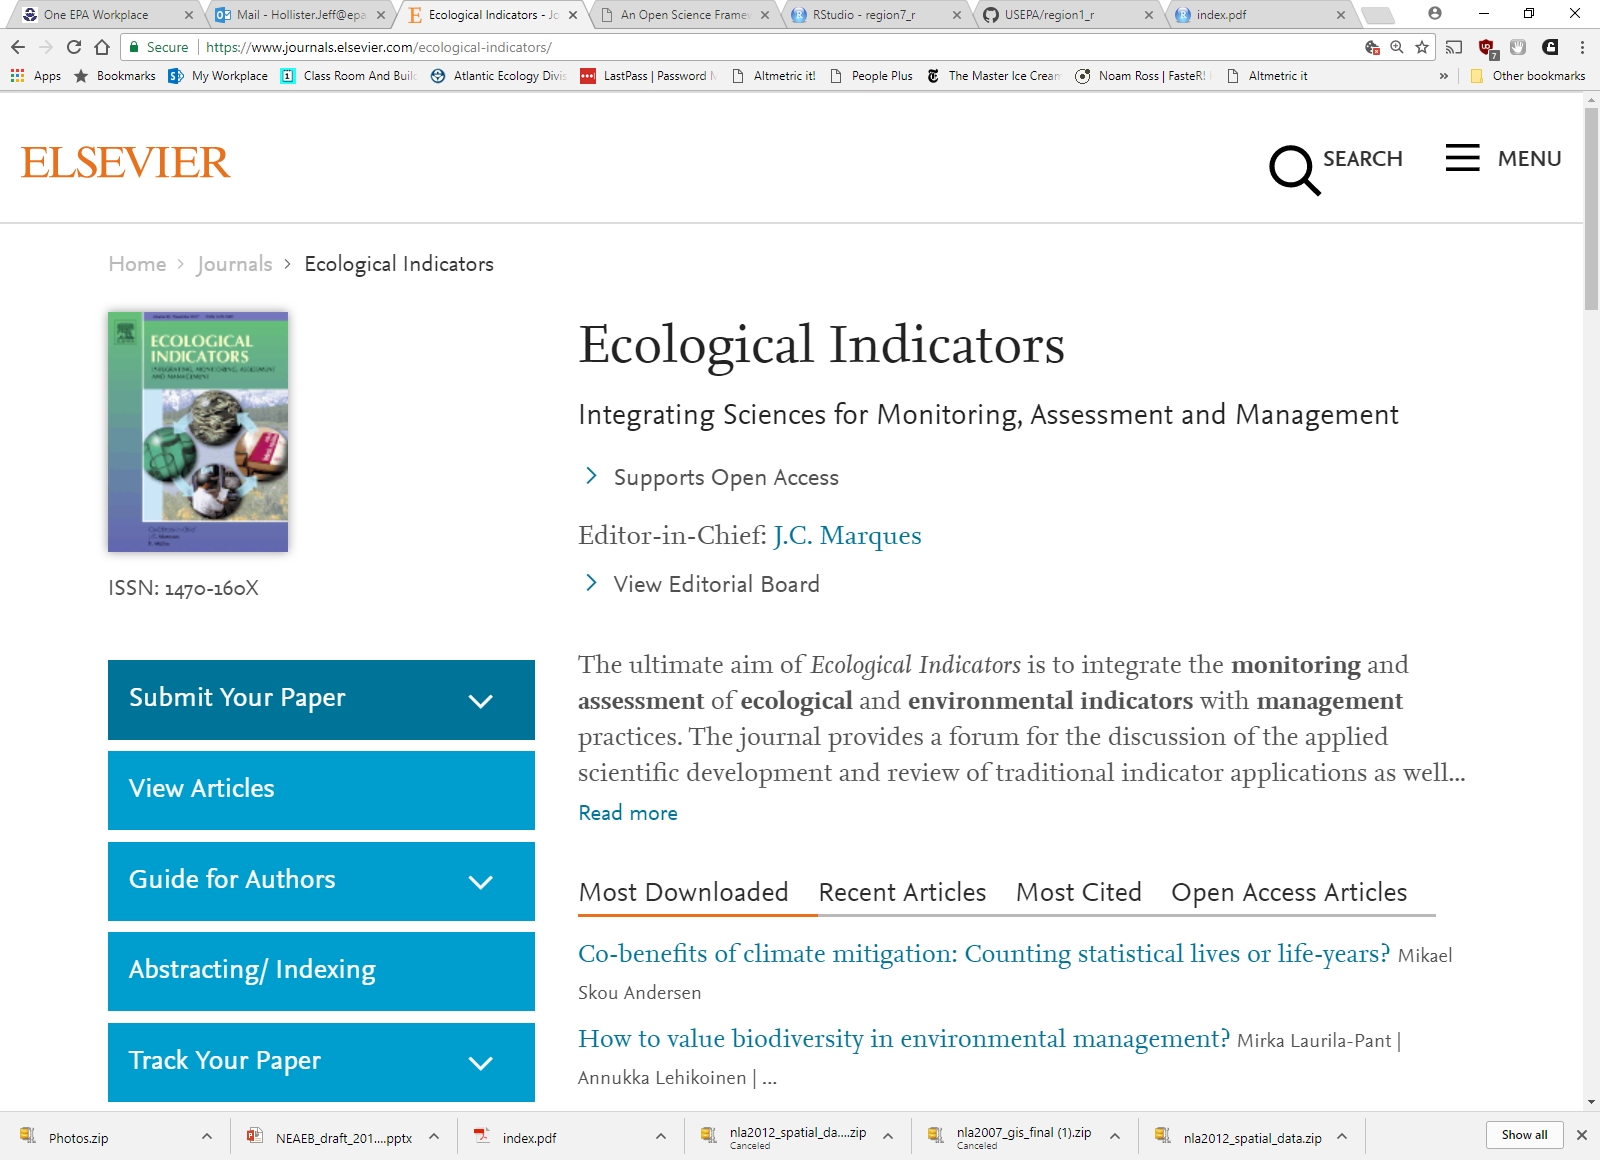 One EPA Workplace
Mail - Hollister.Jeff@epa
Ecological Indicators - Jo
An Open Science Frame
RStudio - region7_r
USEPA/region1_r
index.pdf
Secure
https://www.journals.elsevier.com/ecological-indicators/
Apps
Bookmarks
My Workplace
Class Room And Buil
Atlantic Ecology Divis
LastPass | Password M
Altmetric it!
People Plus
The Master Ice Cream
Noam Ross | FasteR!
Altmetric it
»
Other bookmarks
7
ELSEVIER
SEARCH
MENU
Home > Journals > Ecological Indicators
ECOLOGICAL
INDICATORS
INTEGRATING, MONITORING, ASSESSMENT
AND MANAGEMENT
ISSN: 1470-160X
Ecological Indicators
Integrating Sciences for Monitoring, Assessment and Management
Supports Open Access
Editor-in-Chief: J.C. Marques
View Editorial Board
The ultimate aim of Ecological Indicators is to integrate the monitoring and
assessment of ecological and environmental indicators with management
practices. The journal provides a forum for the discussion of the applied
scientific development and review of traditional indicator applications as well...
Read more
Submit Your Paper
View Articles
Guide for Authors
Abstracting/ Indexing
Track Your Paper
Most Downloaded
Recent Articles
Most Cited
Open Access Articles
Co-benefits of climate mitigation: Counting statistical lives or life-years? Mikael
Skou Andersen
How to value biodiversity in environmental management? Mirka Laurila-Pant |
Annukka Lehikoinen | ...
Photos.zip
NEAEB_draft_201....pptx
index.pdf
nla2012_spatial_da....zip
Canceled
nla2007_gis_final (1).zip
Canceled
nla2012_spatial_data.zip
Show all